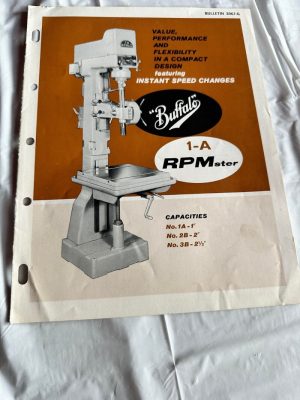 BULLETIN 3967-G
VALUE,
PERFORMANCE
AND
FLEXIBILITY
IN A COMPACT
DESIGN
featuring
INSTANT SPEED CHANGES
"Buffalo"
1-A
RPMster
CAPACITIES
No. 1A - 1"
No. 2B - 2"
No. 3B - 2½"